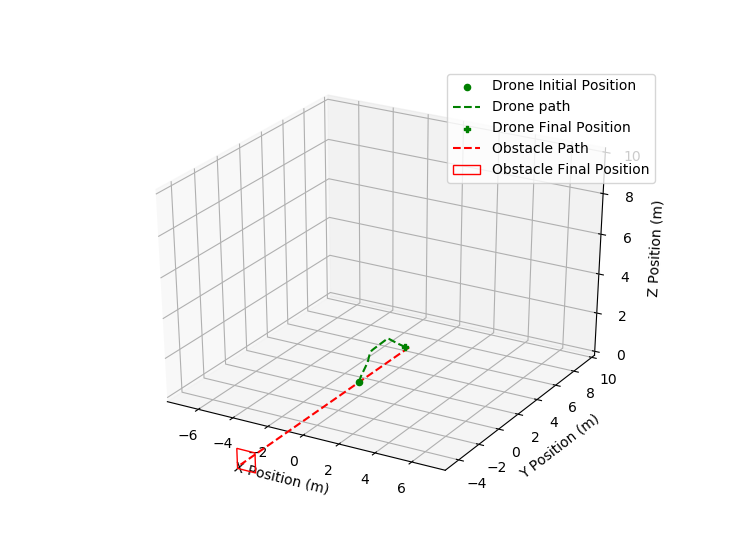 Drone Initial Position
Drone path
Drone Final Position
Obstacle Path
Obstacle Final Position
10
8
6
4
2
0
Z Position (m)
−6
−4
−2
0
2
4
6
X Position (m)
−4
−2
0
2
4
6
8
10
Y Position (m)